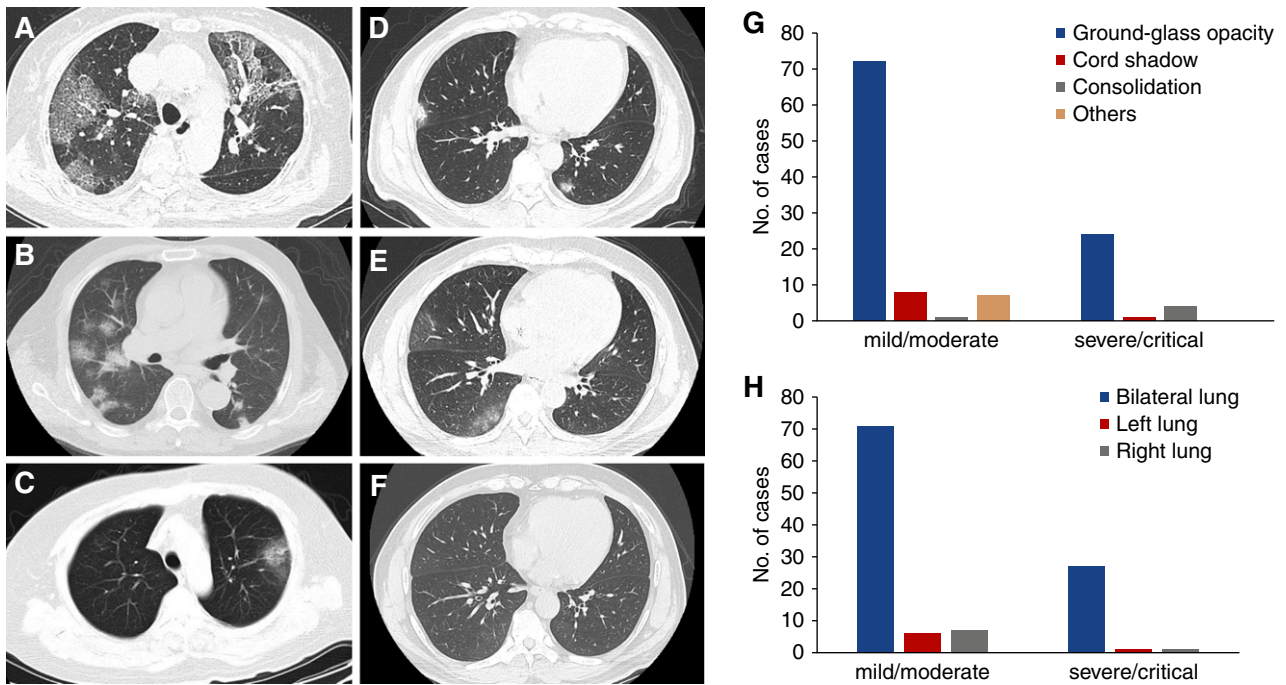 A
B
C
D
E
F
G
No. of cases
80
70
60
50
40
30
20
10
0
Ground-glass opacity
Cord shadow
Consolidation
Others
mild/moderate
severe/critical
H
No. of cases
80
70
60
50
40
30
20
10
0
Bilateral lung
Left lung
Right lung
mild/moderate
severe/critical